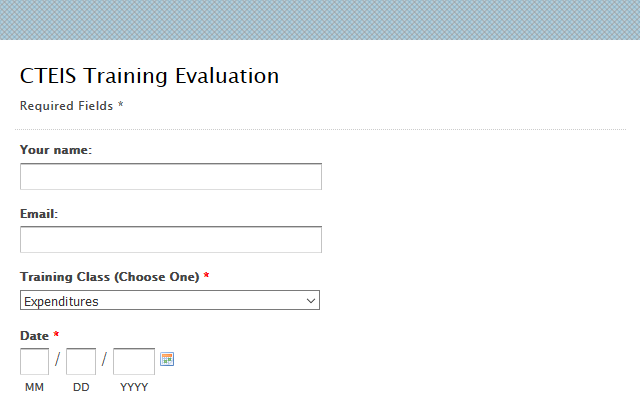 CTEIS Training Evaluation
Required Fields *
Your name:
Email:
Training Class (Choose One) *
Expenditures
Date *
/ /
MM DD YYYY